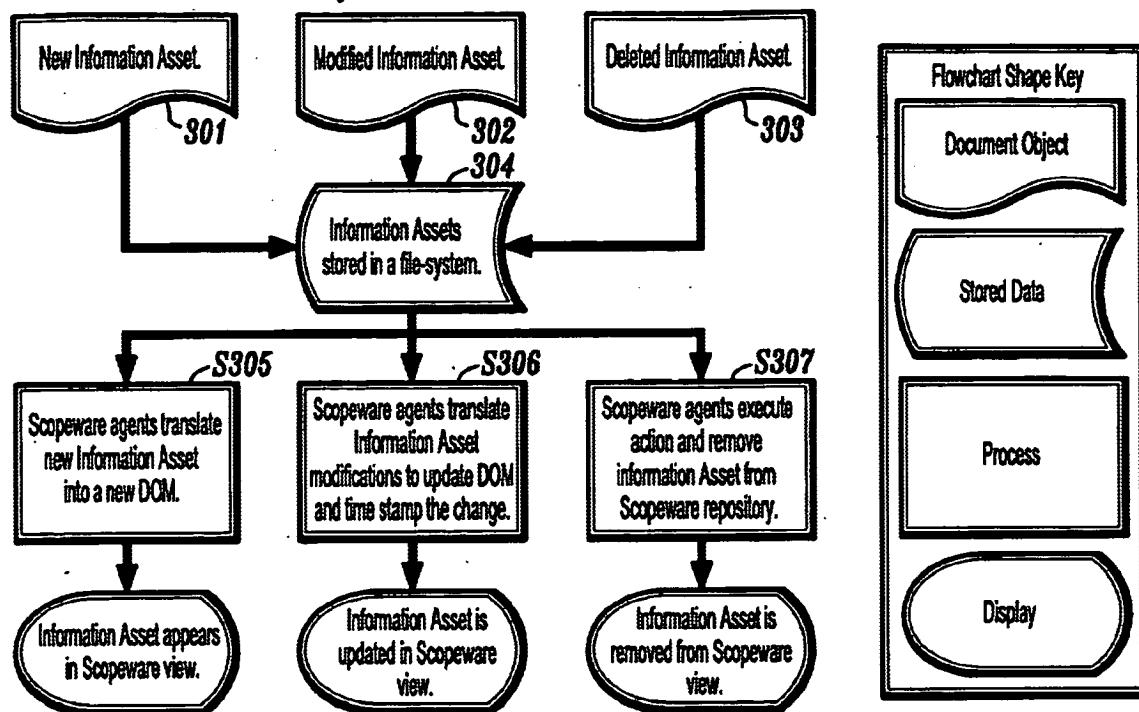 New Information Asset.
301
Modified Information Asset.
302
Deleted Information Asset.
303
304
Information Assets
stored in a file-system.
S305
Scopeware agents translate
new Information Asset
into a new DOM.
S306
Scopeware agents translate
Information Asset
modifications to update DOM
and time stamp the change.
S307
Scopeware agents execute
action and remove
information Asset from
Scopeware repository.
Information Asset appears
in Scopeware view.
Information Asset is
updated in Scopeware
view.
Information Asset is
removed from Scopeware
view.
Flowchart Shape Key
Document Object
Stored Data
Process
Display